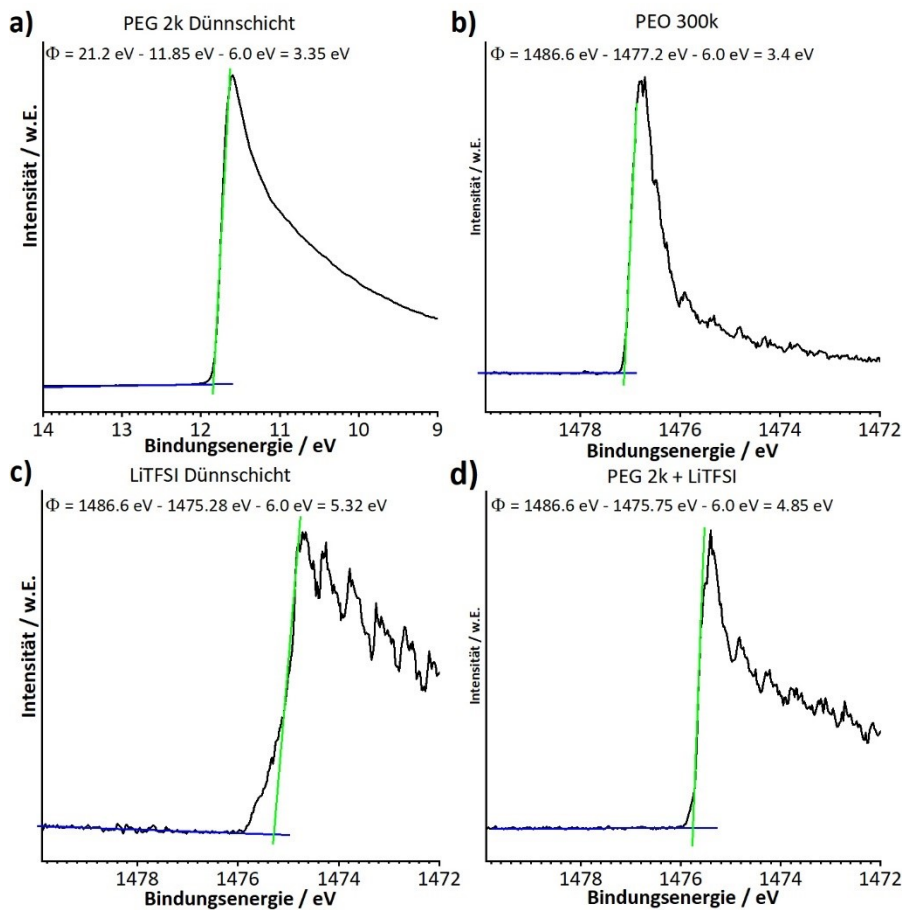 a)
PEG 2k Dünnschicht
Φ = 21.2 eV - 11.85 eV - 6.0 eV = 3.35 eV
Intensität / w.E.
14 13 12 11 10 9
Bindungsenergie / eV
b)
PEO 300k
Φ = 1486.6 eV - 1477.2 eV - 6.0 eV = 3.4 eV
Intensität / w.E.
1478 1476 1474 1472
Bindungsenergie / eV
c)
LiTFSI Dünnschicht
Φ = 1486.6 eV - 1475.28 eV - 6.0 eV = 5.32 eV
Intensität / w.E.
1478 1476 1474 1472
Bindungsenergie / eV
d)
PEG 2k + LiTFSI
Φ = 1486.6 eV - 1475.75 eV - 6.0 eV = 4.85 eV
Intensität / w.E.
1478 1476 1474 1472
Bindungsenergie / eV